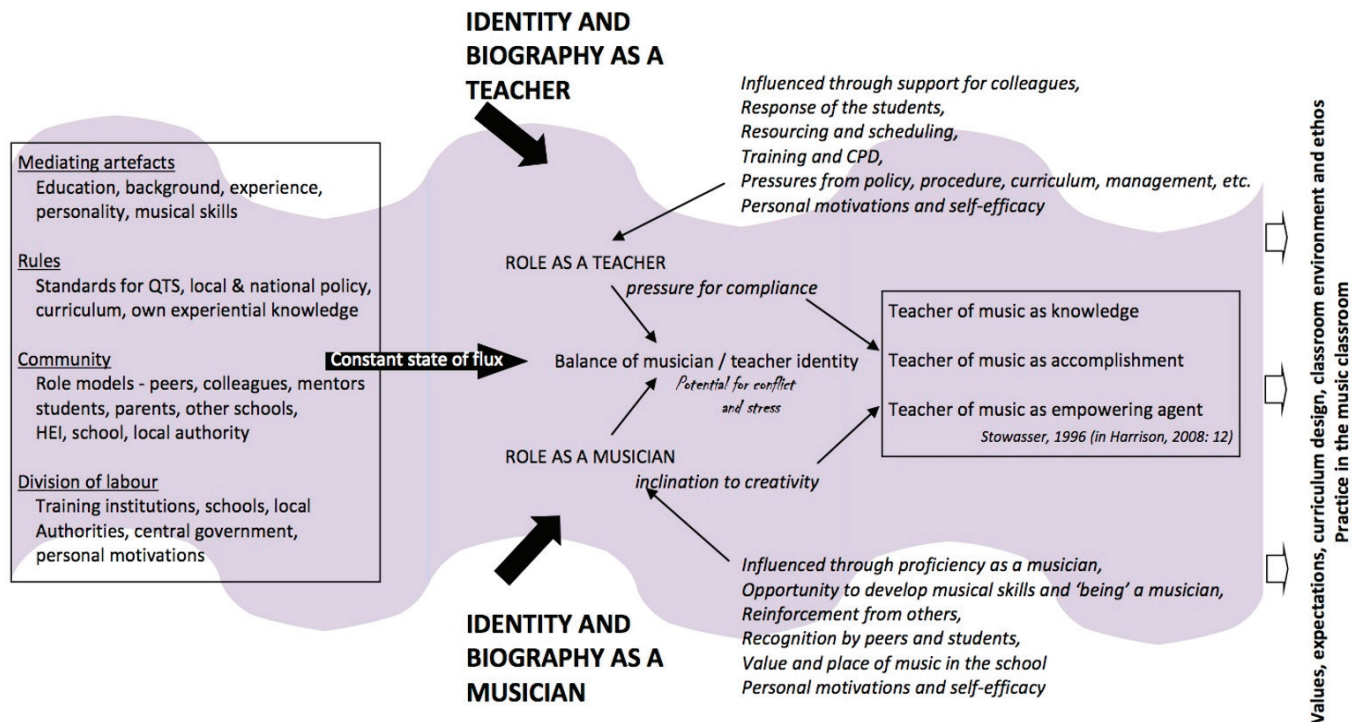 IDENTITY AND
BIOGRAPHY AS A
TEACHER
Influenced through support for colleagues,
Response of the students,
Resourcing and scheduling,
Training and CPD,
Pressures from policy, procedure, curriculum, management, etc.
Personal motivations and self-efficacy
Mediating artefacts
Education, background, experience,
personality, musical skills
Rules
Standards for QTS, local & national policy,
curriculum, own experiential knowledge
Community
Role models - peers, colleagues, mentors
students, parents, other schools,
HEI, school, local authority
Division of labour
Training institutions, schools, local
Authorities, central government,
personal motivations
Constant state of flux
ROLE AS A TEACHER
pressure for compliance
Balance of musician / teacher identity
Potential for conflict
and stress
ROLE AS A MUSICIAN
inclination to creativity
Teacher of music as knowledge
Teacher of music as accomplishment
Teacher of music as empowering agent
Stowasser, 1996 (in Harrison, 2008: 12)
IDENTITY AND
BIOGRAPHY AS A
MUSICIAN
Influenced through proficiency as a musician,
Opportunity to develop musical skills and ‘being’ a musician,
Reinforcement from others,
Recognition by peers and students,
Value and place of music in the school
Personal motivations and self-efficacy
Values, expectations, curriculum design, classroom environment and ethos
Practice in the music classroom